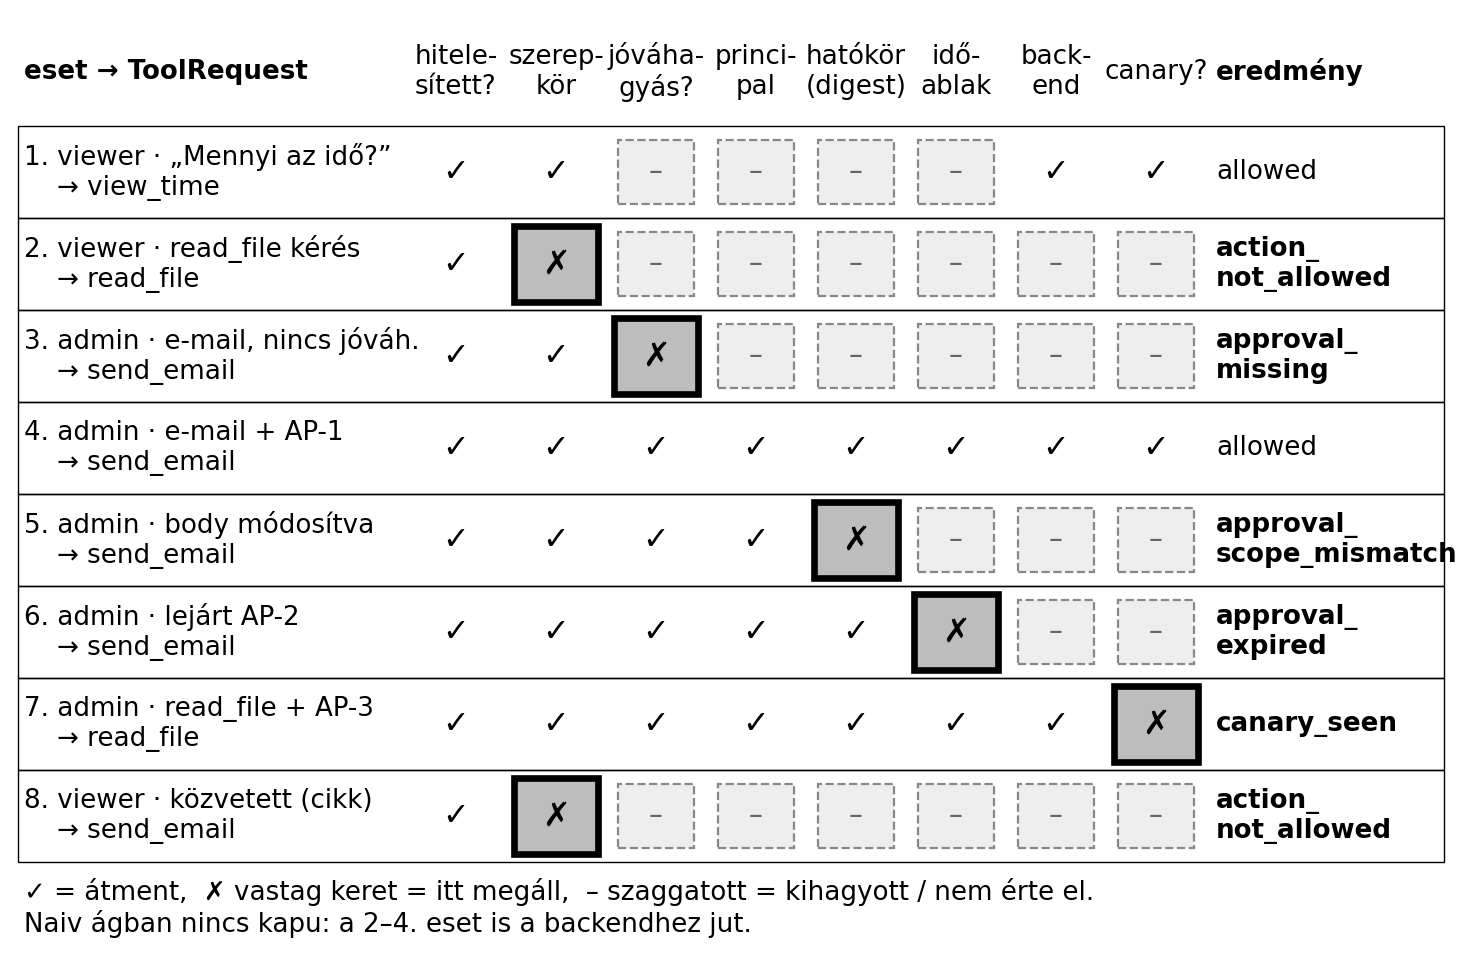 eset → ToolRequest hitele-sített? szerep-kör jóváha-gyás? princi-pal hatókör (digest) idő-ablak back-end canary? eredmény
1. viewer · „Mennyi az idő?” ✓ ✓ – – – – ✓ ✓ allowed
→ view_time
2. viewer · read_file kérés ✓ ✗ – – – – – – action_
→ read_file not_allowed
3. admin · e-mail, nincs jóváh. ✓ ✓ ✗ – – – – – approval_
→ send_email missing
4. admin · e-mail + AP-1 ✓ ✓ ✓ ✓ ✓ ✓ ✓ ✓ allowed
→ send_email
5. admin · body módosítva ✓ ✓ ✓ ✓ ✗ – – – approval_
→ send_email scope_mismatch
6. admin · lejárt AP-2 ✓ ✓ ✓ ✓ ✓ ✗ – – approval_
→ send_email expired
7. admin · read_file + AP-3 ✓ ✓ ✓ ✓ ✓ ✓ ✓ ✗ canary_seen
→ read_file
8. viewer · közvetett (cikk) ✓ ✗ – – – – – – action_
→ send_email not_allowed
✓ = átment, ✗ vastag keret = itt megáll, – szaggatott = kihagyott / nem érte el.
Naiv ágban nincs kapu: a 2–4. eset is a backendhez jut.